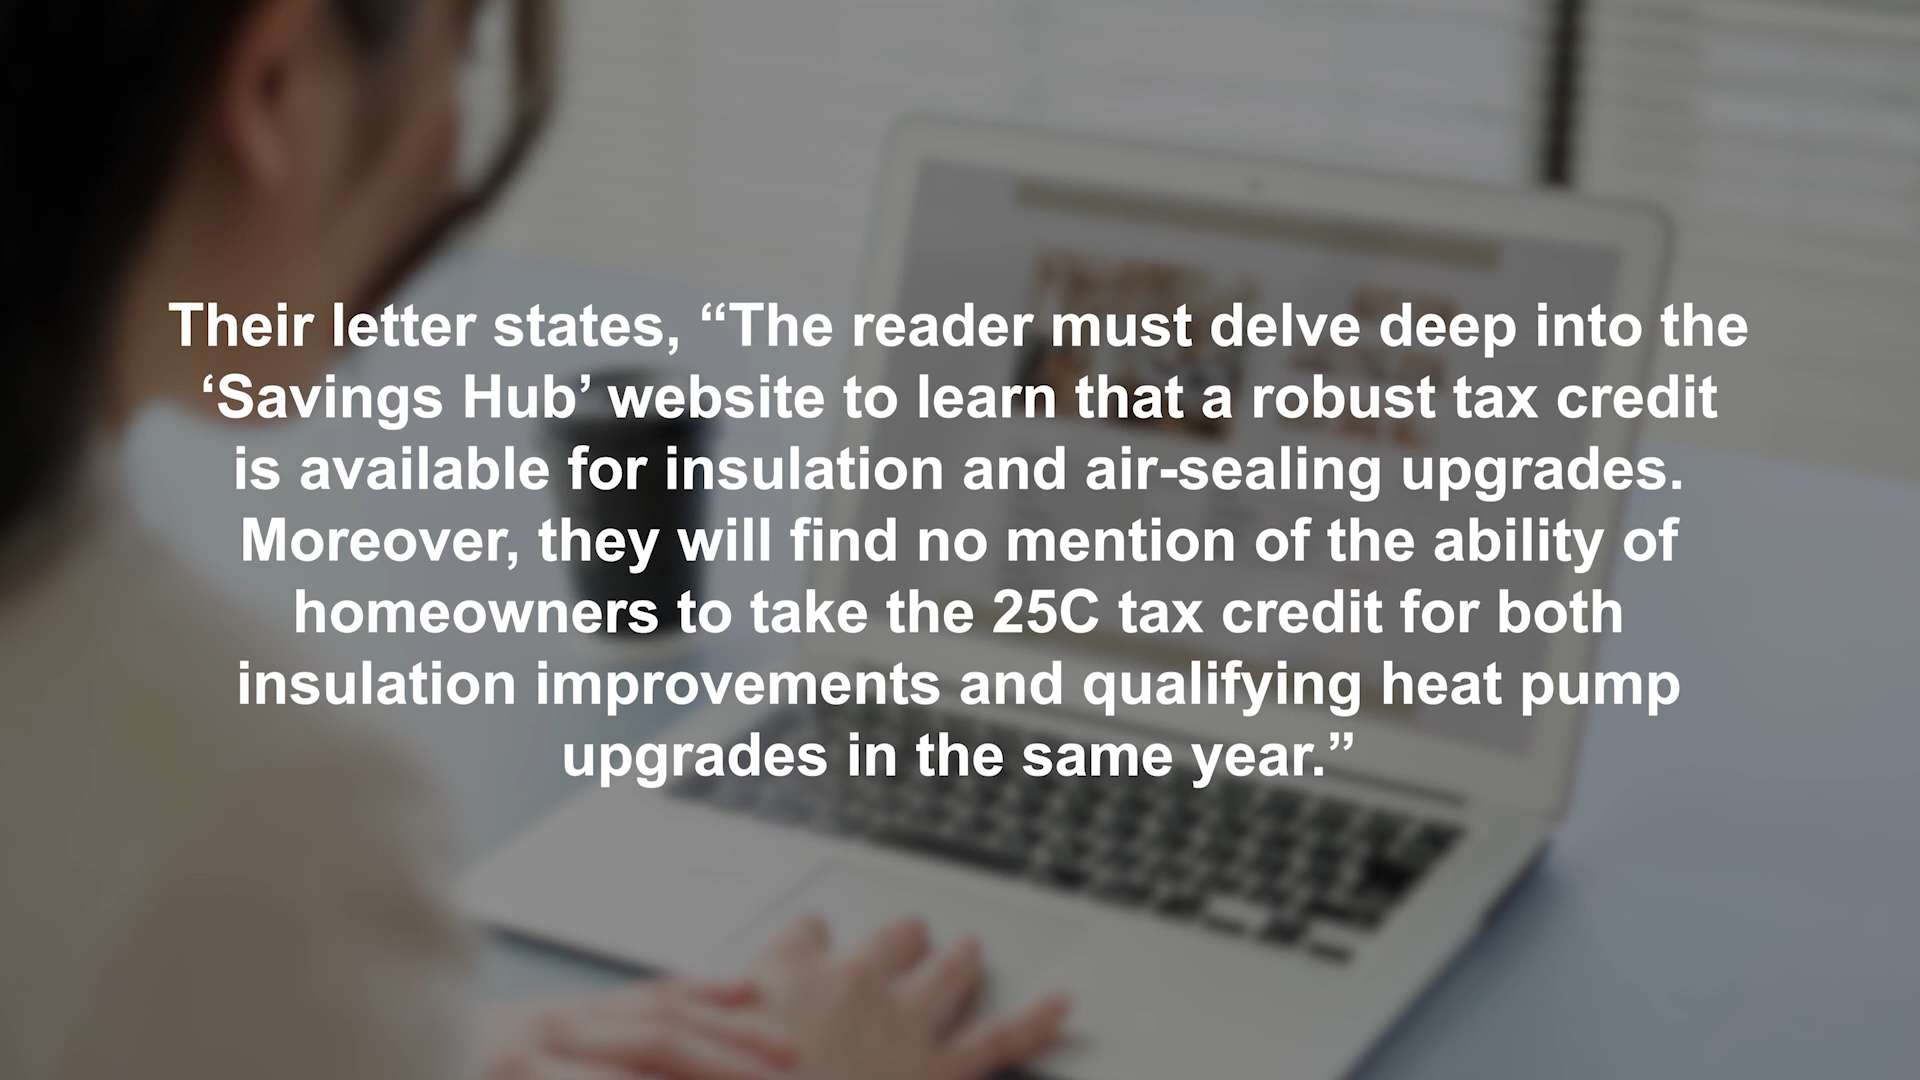 Their letter states, “The reader must delve deep into the
‘Savings Hub’ website to learn that a robust tax credit
is available for insulation and air-sealing upgrades.
Moreover, they will find no mention of the ability of
homeowners to take the 25C tax credit for both
insulation improvements and qualifying heat pump
upgrades in the same year.”